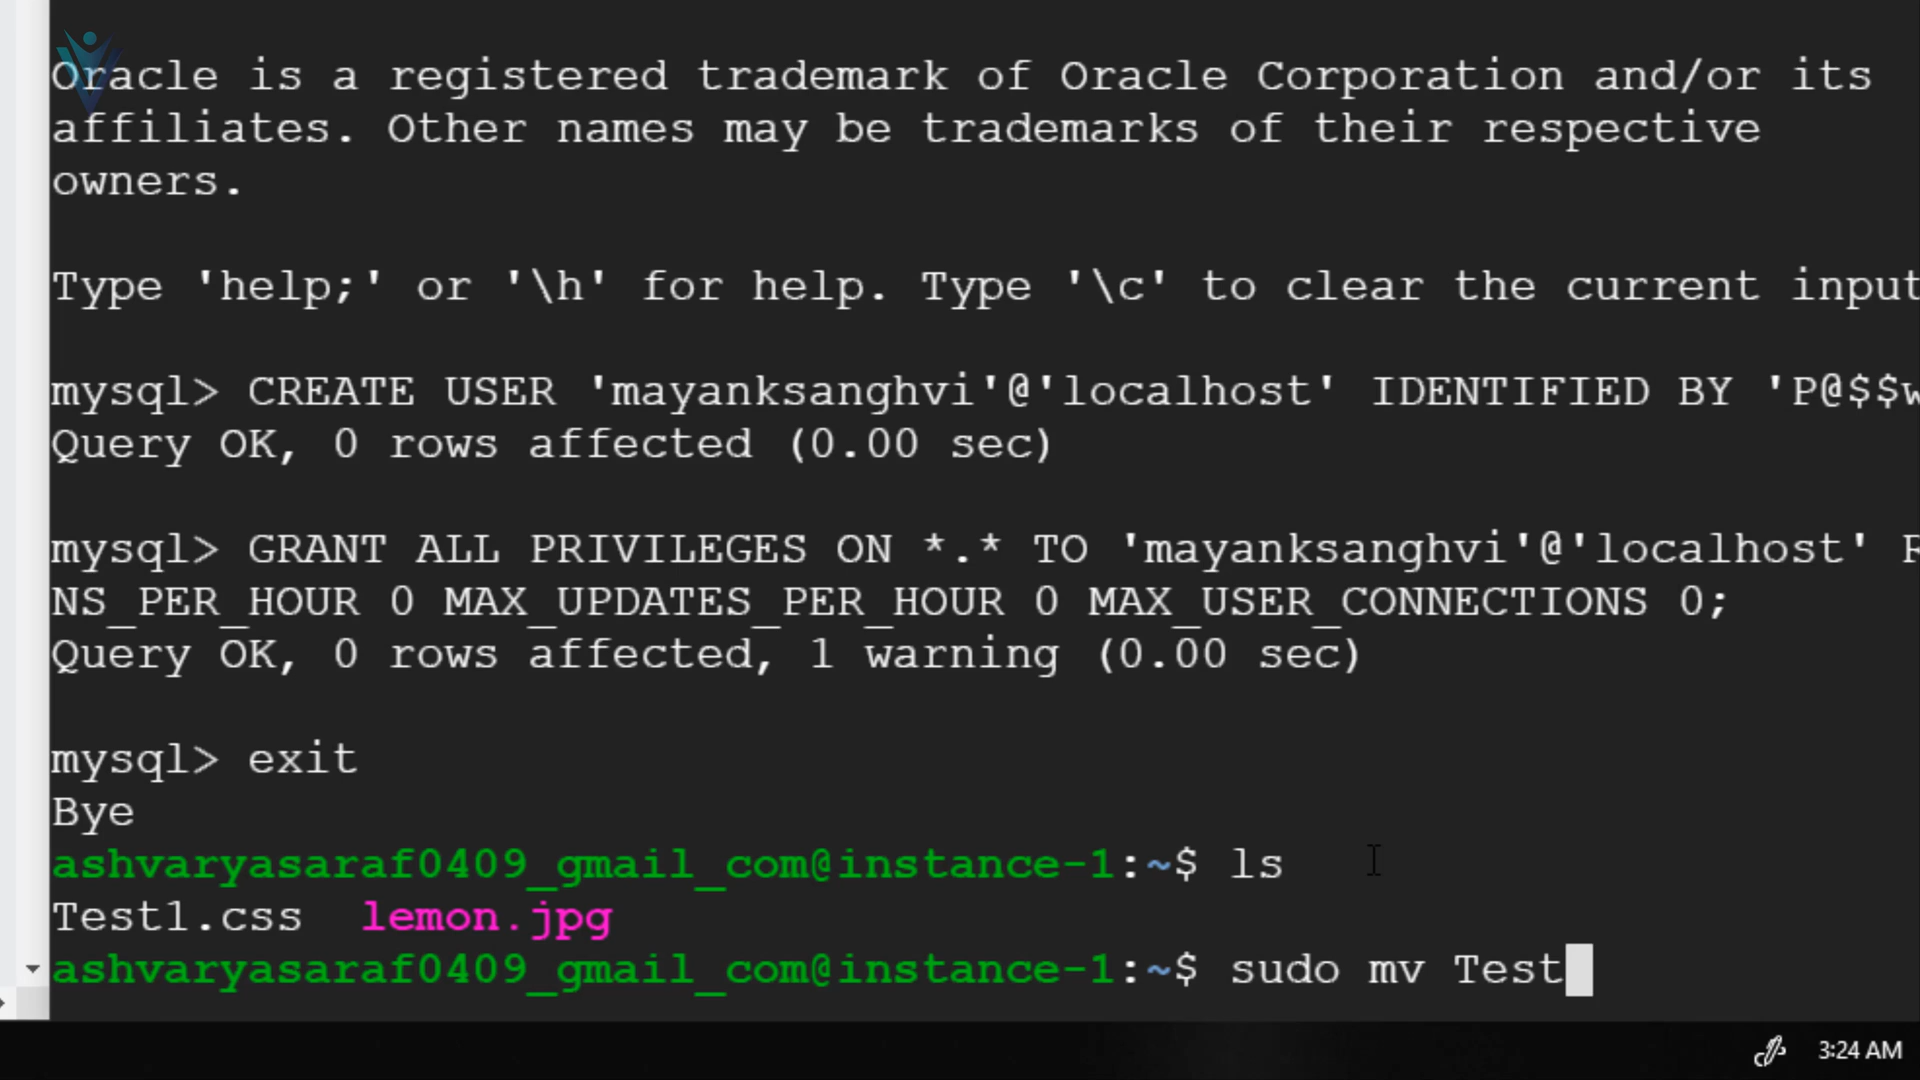 Oracle is a registered trademark of Oracle Corporation and/or its
affiliates. Other names may be trademarks of their respective
owners.
Type 'help;' or '\h' for help. Type '\c' to clear the current input
mysql> CREATE USER 'mayanksanghvi'@'localhost' IDENTIFIED BY 'P@$$w
Query OK, 0 rows affected (0.00 sec)
mysql> GRANT ALL PRIVILEGES ON *.* TO 'mayanksanghvi'@'localhost' R
NS_PER_HOUR 0 MAX_UPDATES_PER_HOUR 0 MAX_USER_CONNECTIONS 0;
Query OK, 0 rows affected, 1 warning (0.00 sec)
mysql> exit
Bye
ashvaryasaraf0409_gmail_com@instance-1:~$ ls
Test1.css lemon.jpg
ashvaryasaraf0409_gmail_com@instance-1:~$ sudo mv Test
3:24 AM